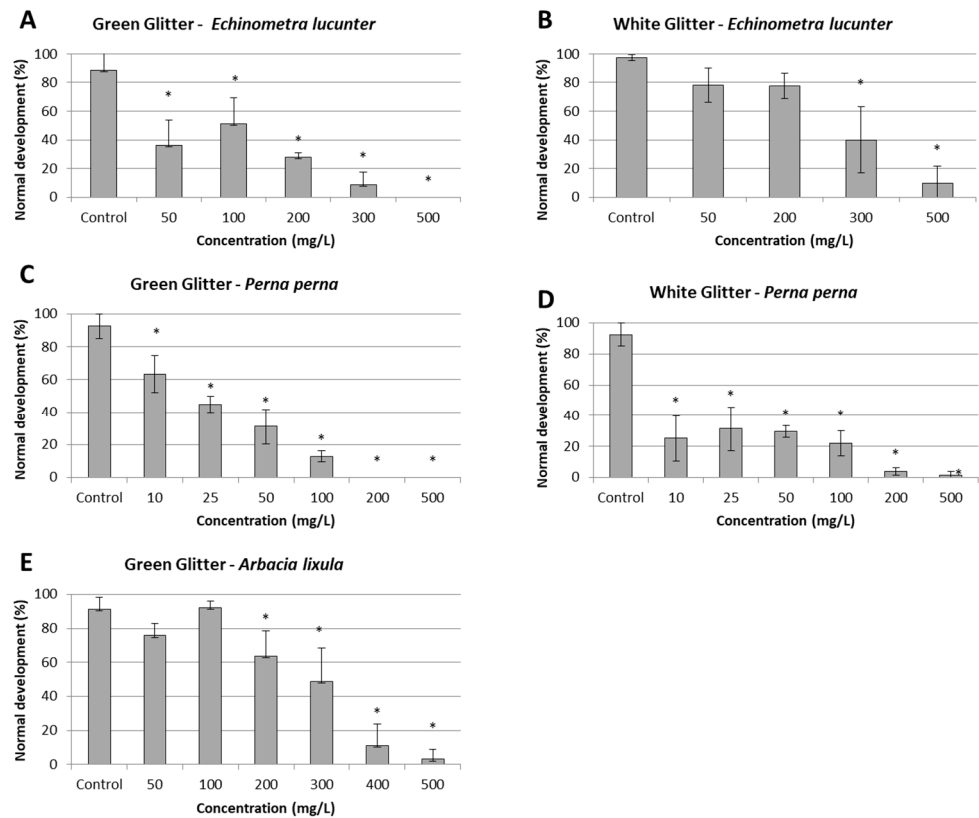 A
Green Glitter - Echinometra lucunter
Normal development (%)
100
80
60
40
20
0
* * * * *
Control 50 100 200 300 500
Concentration (mg/L)
B
White Glitter - Echinometra lucunter
Normal development (%)
100
80
60
40
20
0
* *
Control 50 200 300 500
Concentration (mg/L)
C
Green Glitter - Perna perna
Normal development (%)
100
80
60
40
20
0
* * * * * *
Control 10 25 50 100 200 500
Concentration (mg/L)
D
White Glitter - Perna perna
Normal development (%)
100
80
60
40
20
0
* * * * * *
Control 10 25 50 100 200 500
Concentration (mg/L)
E
Green Glitter - Arbacia lixula
Normal development (%)
100
80
60
40
20
0
* * * *
Control 50 100 200 300 400 500
Concentration (mg/L)